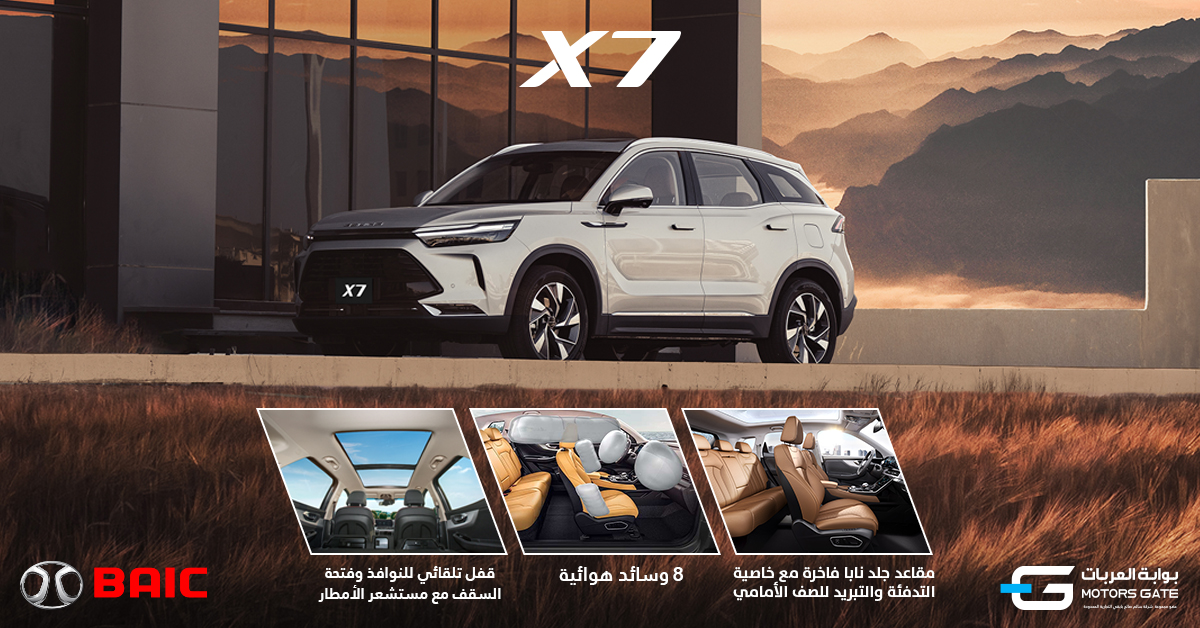 X7
BEIJING
X7
مقاعد جلد نابا فاخرة مع خاصية
التدفئة والتبريد للصف الأمامي
8 وسائد هوائية
قفل تلقائي للنوافذ وفتحة
السقف مع مستشعر الأمطار
BAIC
بوابة العربات
MOTORS GATE